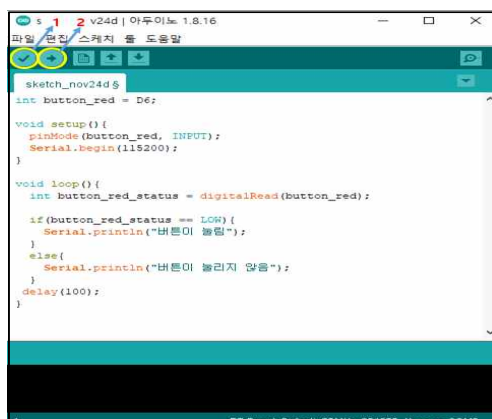 s 1 2 v24d | 아두이노 1.8.16
파일 편집 스케치 툴 도움말
sketch_nov24d §
int button_red = D6;
void setup(){
pinMode(button_red, INPUT);
Serial.begin(115200);
}
void loop(){
int button_red_status = digitalRead(button_red);
if(button_red_status == LOW){
Serial.println("버튼이 눌림");
}
else{
Serial.println("버튼이 눌리지 않음");
}
delay(100);
}